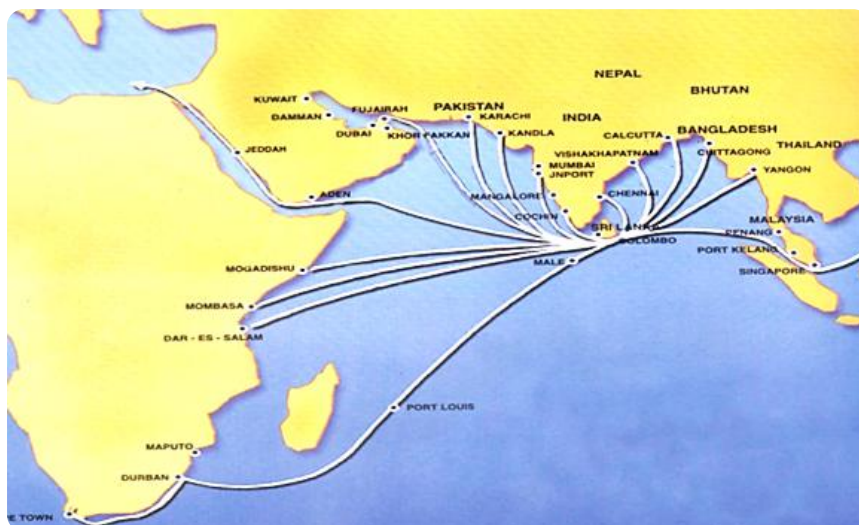 NEPAL
BHUTAN
KUWAIT
FUJAIRAH
PAKISTAN
DAMMAN
KARACHI
INDIA
DUBAI
KHOR FAKKAN
KANDLA
CALCUTTA
BANGLADESH
CHITTAGONG
THAILAND
JEDDAH
MUMBAI
VISHAKHAPATNAM
JNPORT
YANGON
ADEN
MANGALORE
CHENNAI
COCHIN
MALAYSIA
SRI LANKA
PENANG
COLOMBO
PORT KELANG
MALE
MOGADISHU
SINGAPORE
MOMBASA
DAR - ES - SALAM
PORT LOUIS
MAPUTO
DURBAN
PE TOWN